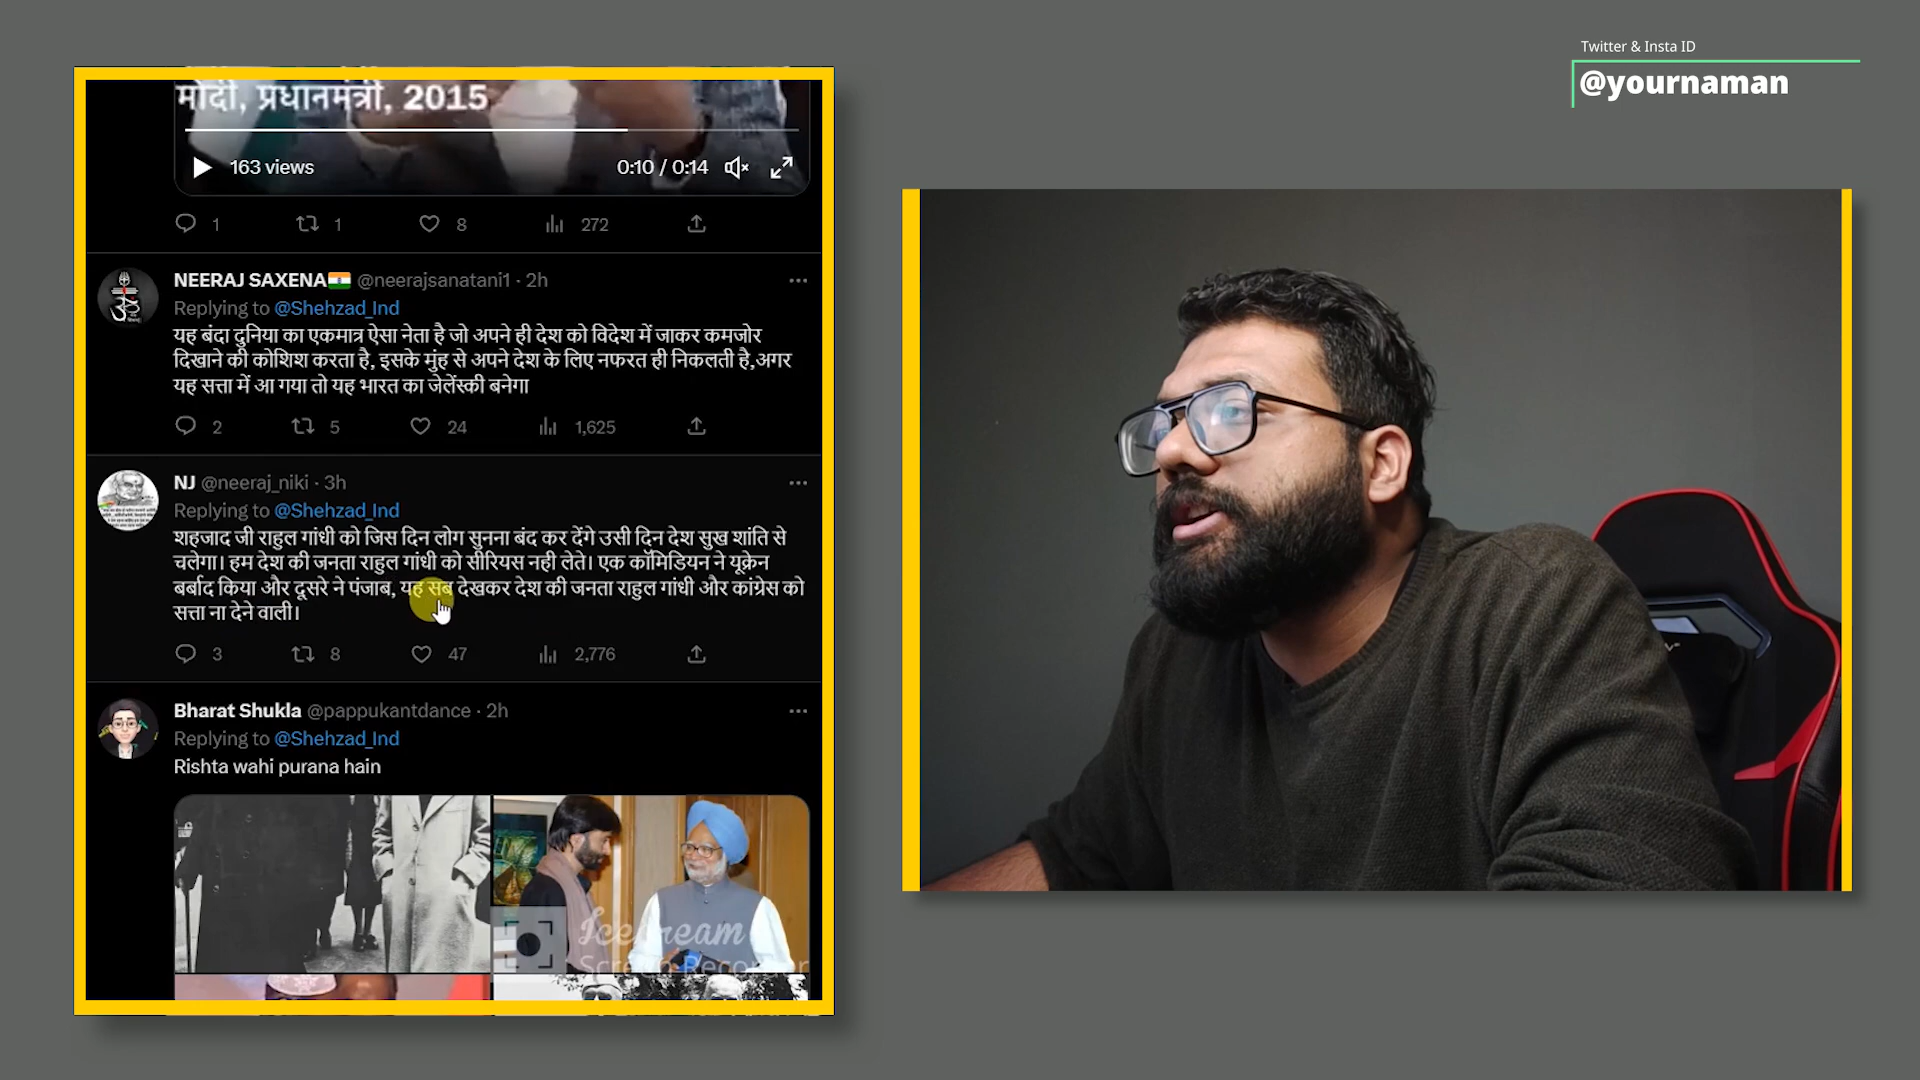 Twitter & Insta ID
@yournaman
मोदी, प्रधानमंत्री, 2015
163 views
0:10 / 0:14
1
1
8
272
NEERAJ SAXENA🇮🇳 @neerajsanatani1 · 2h
Replying to @Shehzad_Ind
यह बंदा दुनिया का एकमात्र ऐसा नेता है जो अपने ही देश को विदेश में जाकर कमजोर
दिखाने की कोशिश करता है, इसके मुंह से अपने देश के लिए नफरत ही निकलती है,अगर
यह सत्ता में आ गया तो यह भारत का जेलेंस्की बनेगा
2
5
24
1,625
NJ @neeraj_niki · 3h
Replying to @Shehzad_Ind
शहजाद जी राहुल गांधी को जिस दिन लोग सुनना बंद कर देंगे उसी दिन देश सुख शांति से
चलेगा। हम देश की जनता राहुल गांधी को सीरियस नही लेते। एक कॉमिडियन ने यूक्रेन
बर्बाद किया और दूसरे ने पंजाब, यह सब देखकर देश की जनता राहुल गांधी और कांग्रेस को
सत्ता ना देने वाली।
3
8
47
2,776
Bharat Shukla @pappukantdance · 2h
Replying to @Shehzad_Ind
Rishta wahi purana hain
Icecream
Screen Recorder